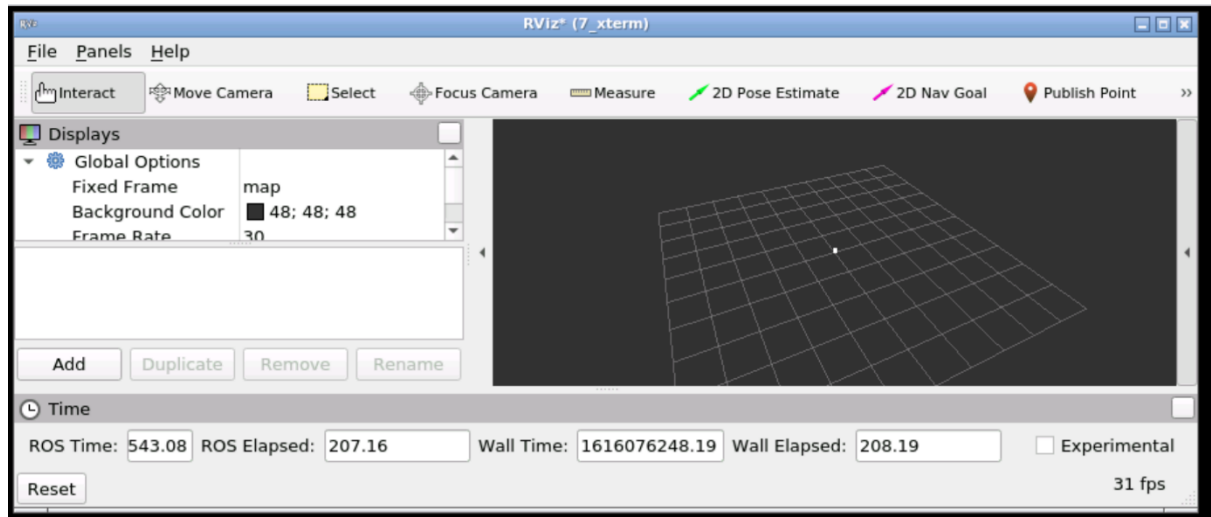 RViz* (7_xterm)
File Panels Help
Interact Move Camera Select Focus Camera Measure 2D Pose Estimate 2D Nav Goal Publish Point »
Displays
Global Options
Fixed Frame map
Background Color 48; 48; 48
Frame Rate 30
Add Duplicate Remove Rename
Time
ROS Time: 543.08 ROS Elapsed: 207.16 Wall Time: 1616076248.19 Wall Elapsed: 208.19 Experimental
Reset 31 fps